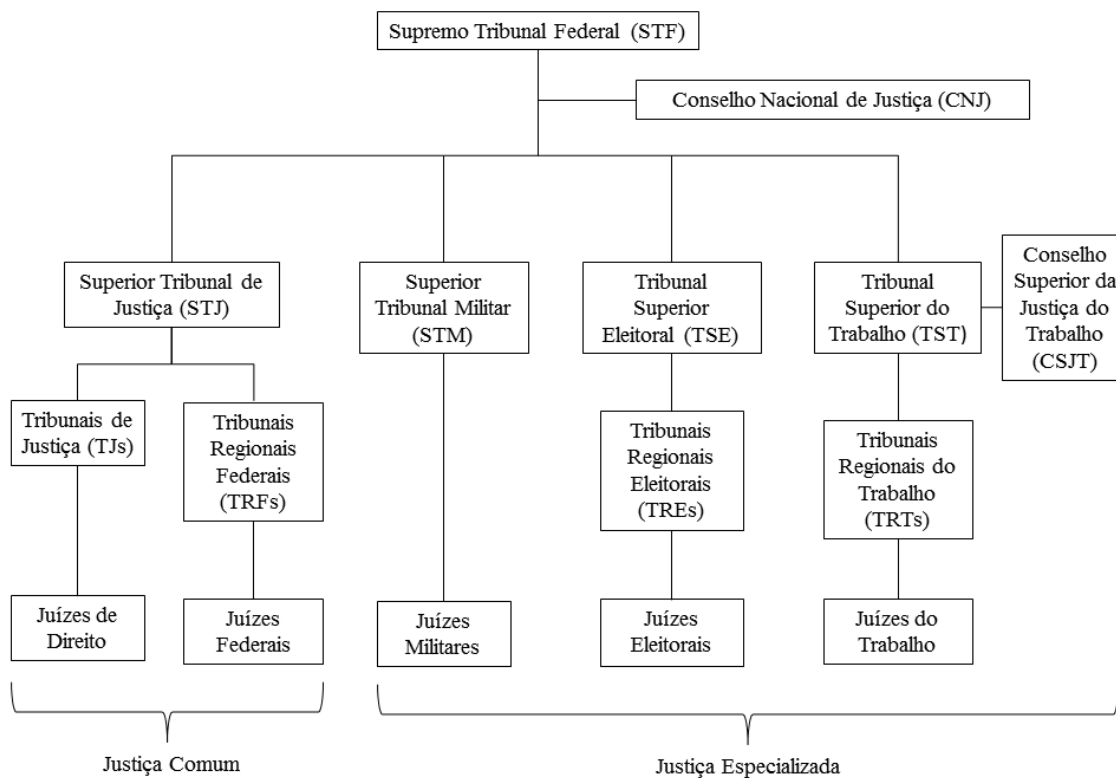 Supremo Tribunal Federal (STF)
Conselho Nacional de Justiça (CNJ)
Superior Tribunal de
Justiça (STJ)
Superior
Tribunal Militar
(STM)
Tribunal
Superior
Eleitoral (TSE)
Tribunal
Superior do
Trabalho (TST)
Conselho
Superior da
Justiça do
Trabalho
(CSJT)
Tribunais de
Justiça (TJs)
Tribunais
Regionais
Federais
(TRFs)
Tribunais
Regionais
Eleitorais
(TREs)
Tribunais
Regionais do
Trabalho
(TRTs)
Juízes de
Direito
Juízes
Federais
Juízes
Militares
Juízes
Eleitorais
Juízes do
Trabalho
Justiça Comum
Justiça Especializada